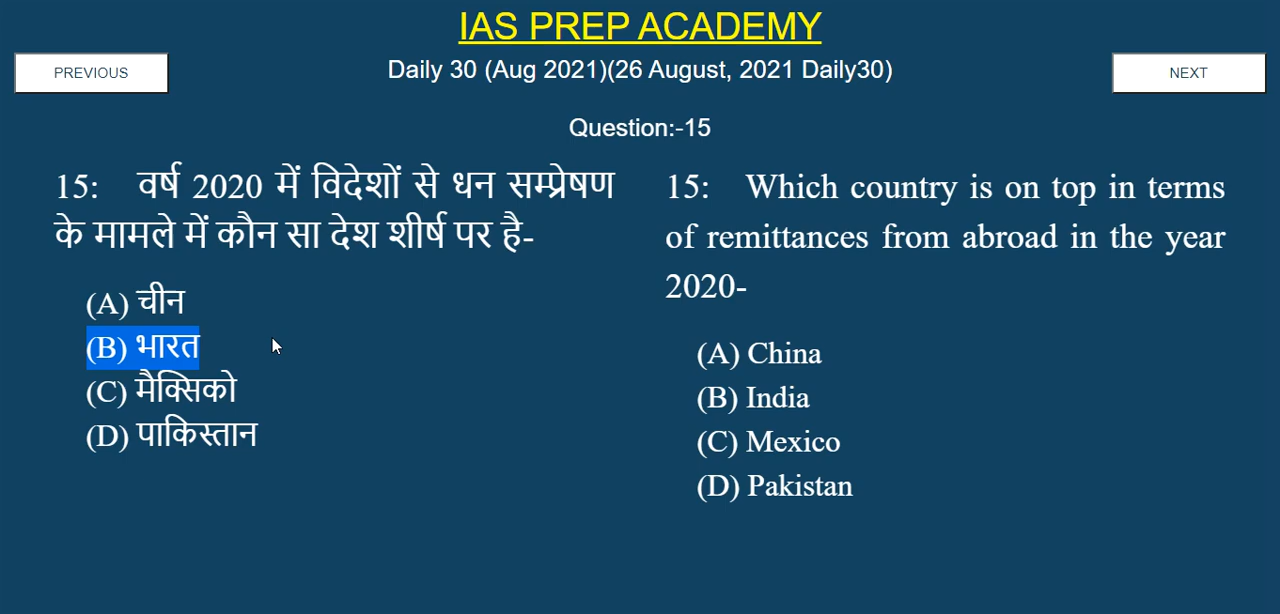 IAS PREP ACADEMY
PREVIOUS
Daily 30 (Aug 2021)(26 August, 2021 Daily30)
NEXT
Question:-15
15: वर्ष 2020 में विदेशों से धन सम्प्रेषण
के मामले में कौन सा देश शीर्ष पर है-
(A) चीन
(B) भारत
(C) मैक्सिको
(D) पाकिस्तान
15: Which country is on top in terms
of remittances from abroad in the year
2020-
(A) China
(B) India
(C) Mexico
(D) Pakistan